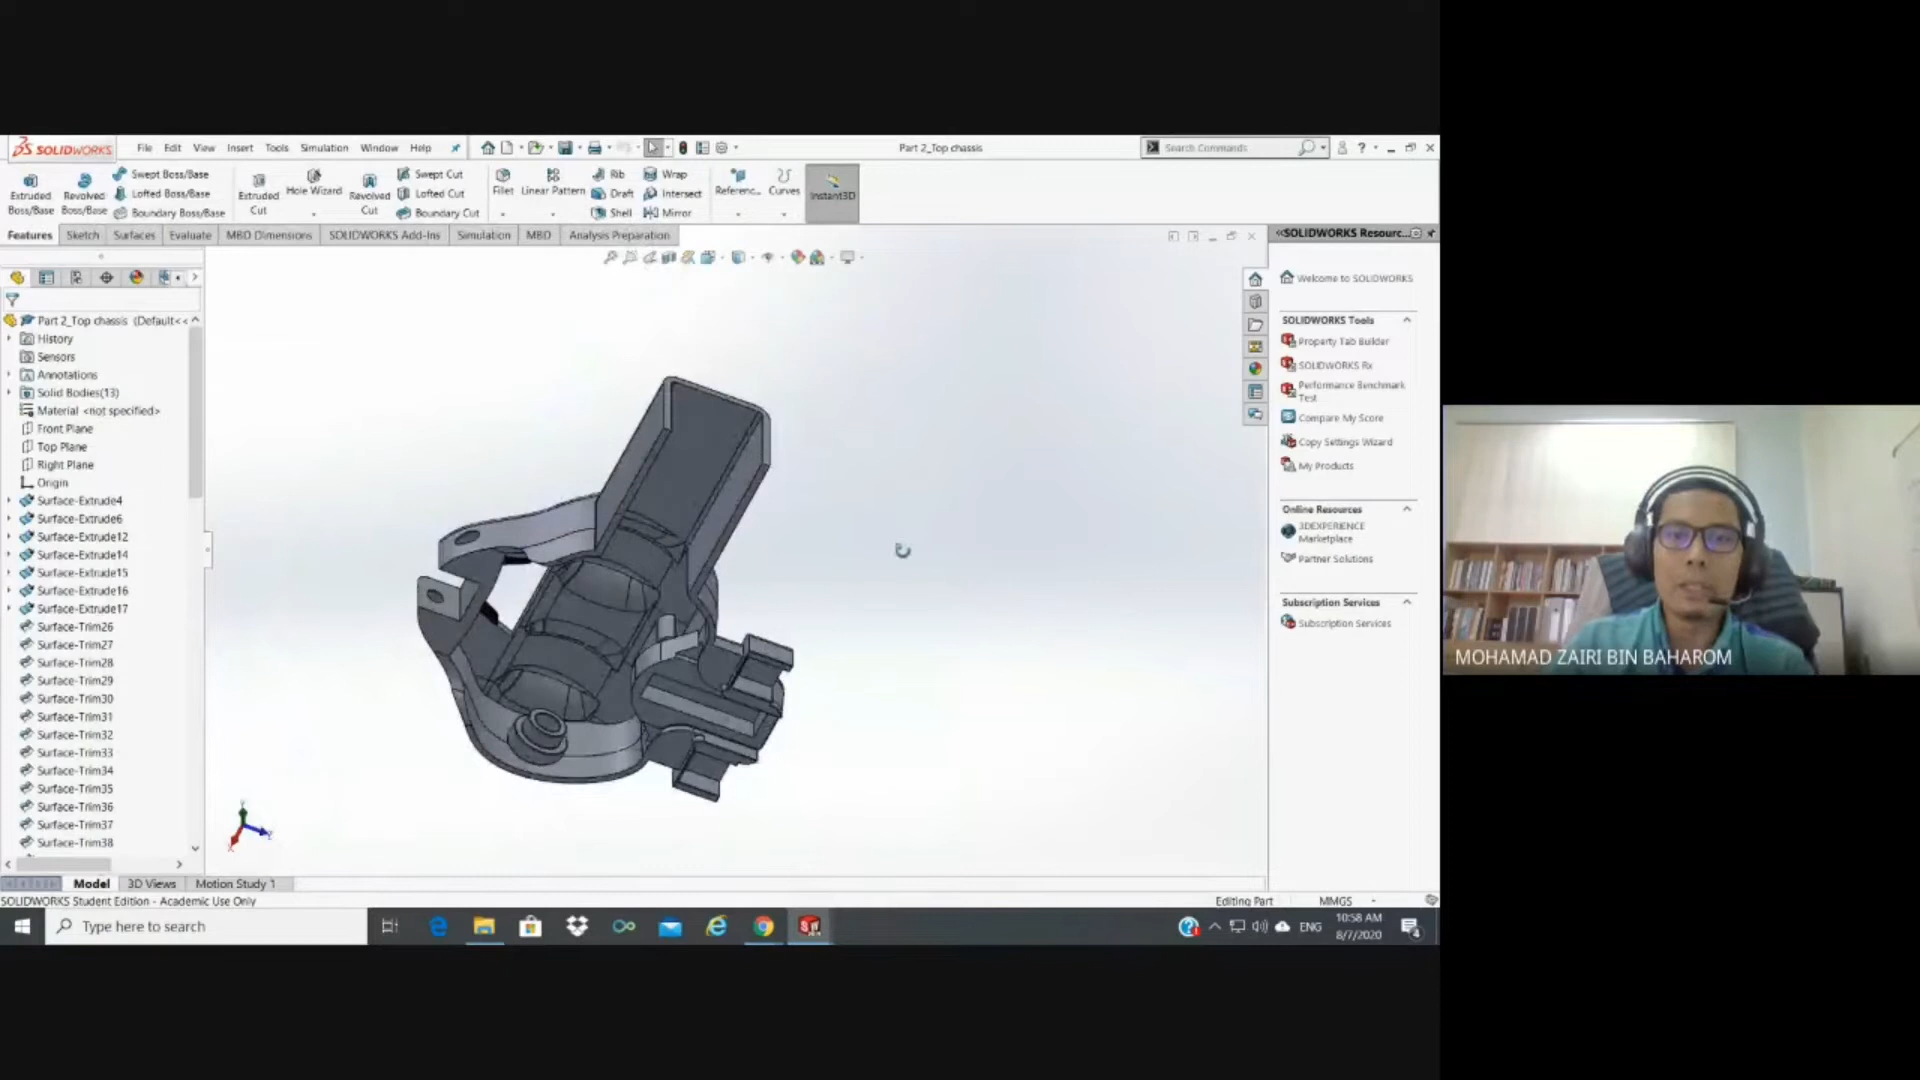 SOLIDWORKS File Edit View Insert Tools Simulation Window Help Part 2_Top chassis Search Commands
Extruded Boss/Base
Revolved Boss/Base
Swept Boss/Base
Lofted Boss/Base
Boundary Boss/Base
Extruded Cut
Hole Wizard
Revolved Cut
Swept Cut
Lofted Cut
Boundary Cut
Fillet
Linear Pattern
Rib
Draft
Shell
Wrap
Intersect
Mirror
Referenc...
Curves
Instant3D
Features Sketch Surfaces Evaluate MBD Dimensions SOLIDWORKS Add-Ins Simulation MBD Analysis Preparation
Part 2_Top chassis (Default<<
History
Sensors
Annotations
Solid Bodies(13)
Material <not specified>
Front Plane
Top Plane
Right Plane
Origin
Surface-Extrude4
Surface-Extrude6
Surface-Extrude12
Surface-Extrude14
Surface-Extrude15
Surface-Extrude16
Surface-Extrude17
Surface-Trim26
Surface-Trim27
Surface-Trim28
Surface-Trim29
Surface-Trim30
Surface-Trim31
Surface-Trim32
Surface-Trim33
Surface-Trim34
Surface-Trim35
Surface-Trim36
Surface-Trim37
Surface-Trim38
SOLIDWORKS Resourc...
Welcome to SOLIDWORKS
SOLIDWORKS Tools
Property Tab Builder
SOLIDWORKS Rx
Performance Benchmark
Test
Compare My Score
Copy Settings Wizard
My Products
Online Resources
3DEXPERIENCE
Marketplace
Partner Solutions
Subscription Services
Subscription Services
MOHAMAD ZAIRI BIN BAHAROM
Model 3D Views Motion Study 1
SOLIDWORKS Student Edition - Academic Use Only Editing Part MMGS
Type here to search ENG 10:58 AM
8/7/2020